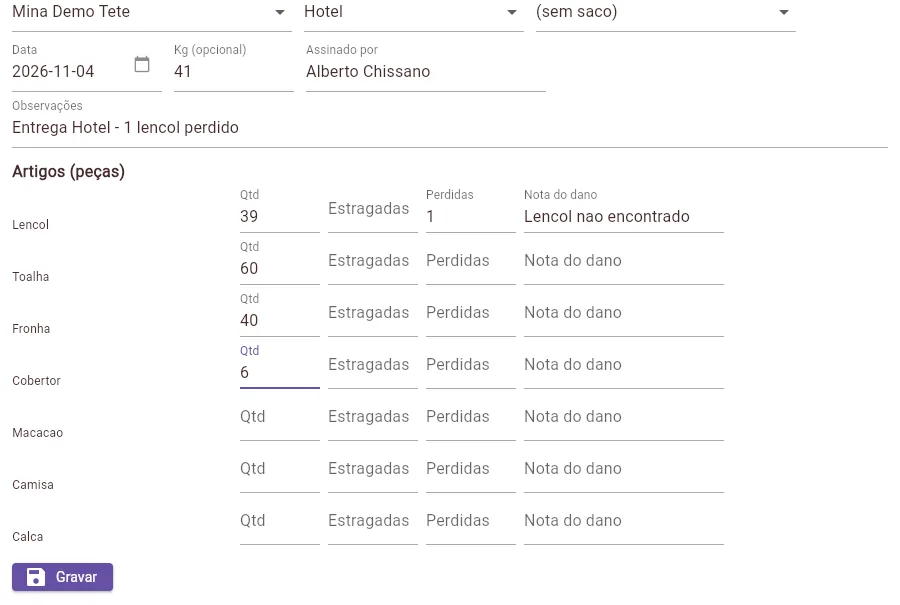 Mina Demo Tete Hotel (sem saco)
Data Kg (opcional) Assinado por
2026-11-04 41 Alberto Chissano
Observações
Entrega Hotel - 1 lencol perdido
Artigos (peças)
Qtd Perdidas Nota do dano
Lencol 39 Estragadas 1 Lencol nao encontrado
Qtd
Toalha 60 Estragadas Perdidas Nota do dano
Qtd
Fronha 40 Estragadas Perdidas Nota do dano
Qtd
Cobertor 6 Estragadas Perdidas Nota do dano
Macacao Qtd Estragadas Perdidas Nota do dano
Camisa Qtd Estragadas Perdidas Nota do dano
Calca Qtd Estragadas Perdidas Nota do dano
Gravar